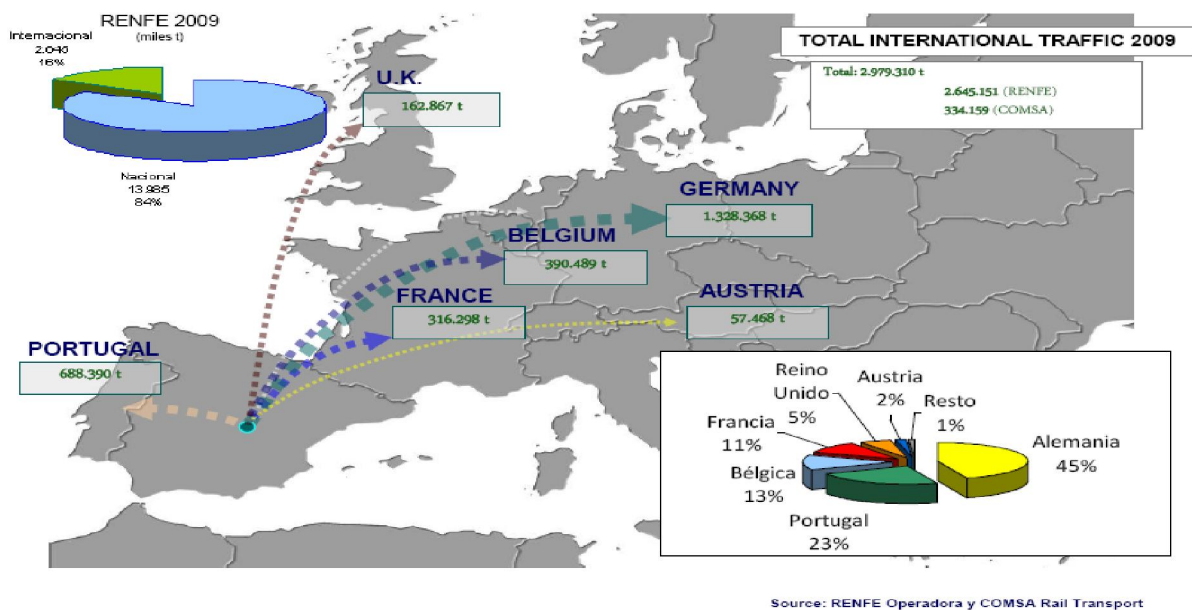 RENFE 2009
(miles t)
Internacional
2.646
16%
Nacional
13.985
84%
TOTAL INTERNATIONAL TRAFFIC 2009
Total: 2.979.310 t
2.645.151 (RENFE)
334.159 (COMSA)
U.K.
162.867 t
GERMANY
1.328.368 t
BELGIUM
390.489 t
FRANCE
316.298 t
AUSTRIA
57.468 t
PORTUGAL
688.390 t
Reino
Unido
5%
Austria
2%
Resto
1%
Francia
11%
Alemania
45%
Bélgica
13%
Portugal
23%
Source: RENFE Operadora y COMSA Rail Transport